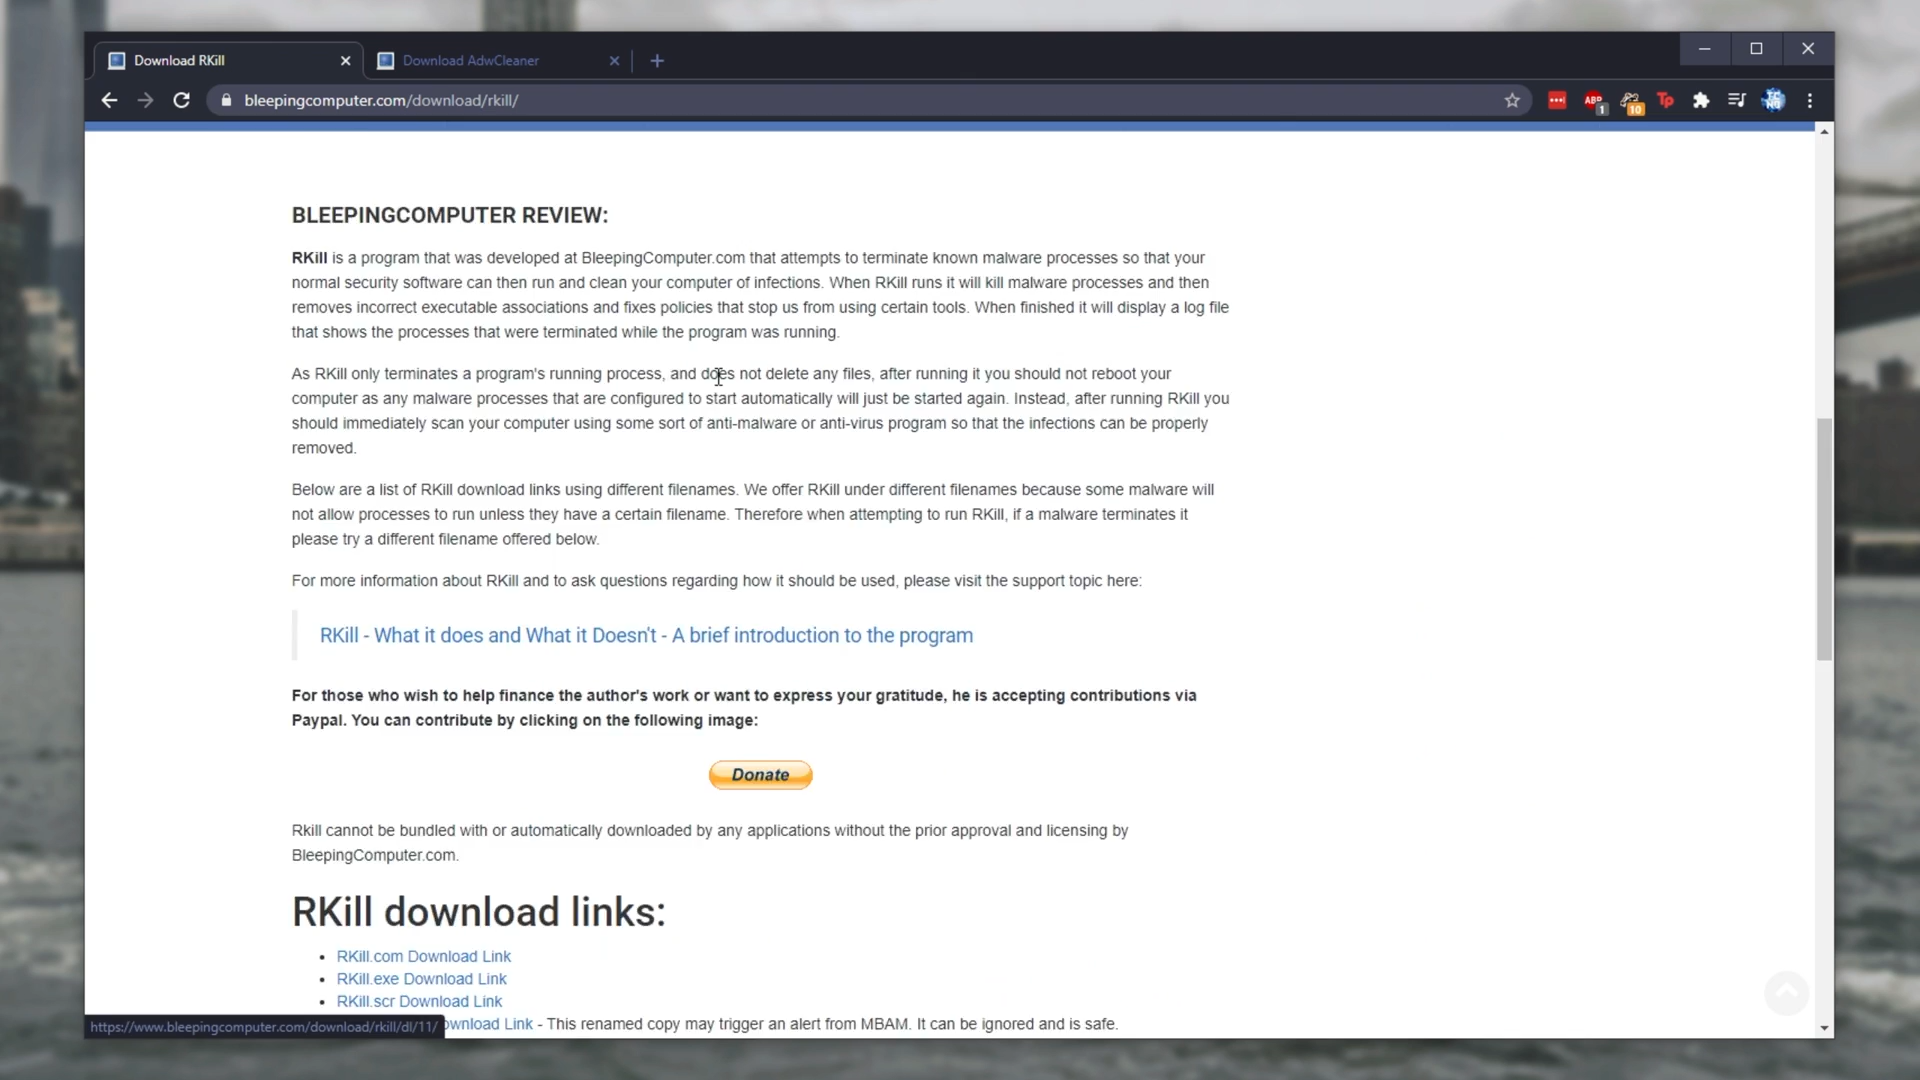 Download RKill
Download AdwCleaner
bleepingcomputer.com/download/rkill/
ABP
1
10
Tp
BLEEPINGCOMPUTER REVIEW:
RKill is a program that was developed at BleepingComputer.com that attempts to terminate known malware processes so that your
normal security software can then run and clean your computer of infections. When RKill runs it will kill malware processes and then
removes incorrect executable associations and fixes policies that stop us from using certain tools. When finished it will display a log file
that shows the processes that were terminated while the program was running.
As RKill only terminates a program's running process, and does not delete any files, after running it you should not reboot your
computer as any malware processes that are configured to start automatically will just be started again. Instead, after running RKill you
should immediately scan your computer using some sort of anti-malware or anti-virus program so that the infections can be properly
removed.
Below are a list of RKill download links using different filenames. We offer RKill under different filenames because some malware will
not allow processes to run unless they have a certain filename. Therefore when attempting to run RKill, if a malware terminates it
please try a different filename offered below.
For more information about RKill and to ask questions regarding how it should be used, please visit the support topic here:
RKill - What it does and What it Doesn't - A brief introduction to the program
For those who wish to help finance the author's work or want to express your gratitude, he is accepting contributions via
Paypal. You can contribute by clicking on the following image:
Donate
Rkill cannot be bundled with or automatically downloaded by any applications without the prior approval and licensing by
BleepingComputer.com.
RKill download links:
RKill.com Download Link
RKill.exe Download Link
RKill.scr Download Link
ownload Link - This renamed copy may trigger an alert from MBAM. It can be ignored and is safe.
https://www.bleepingcomputer.com/download/rkill/dl/11/